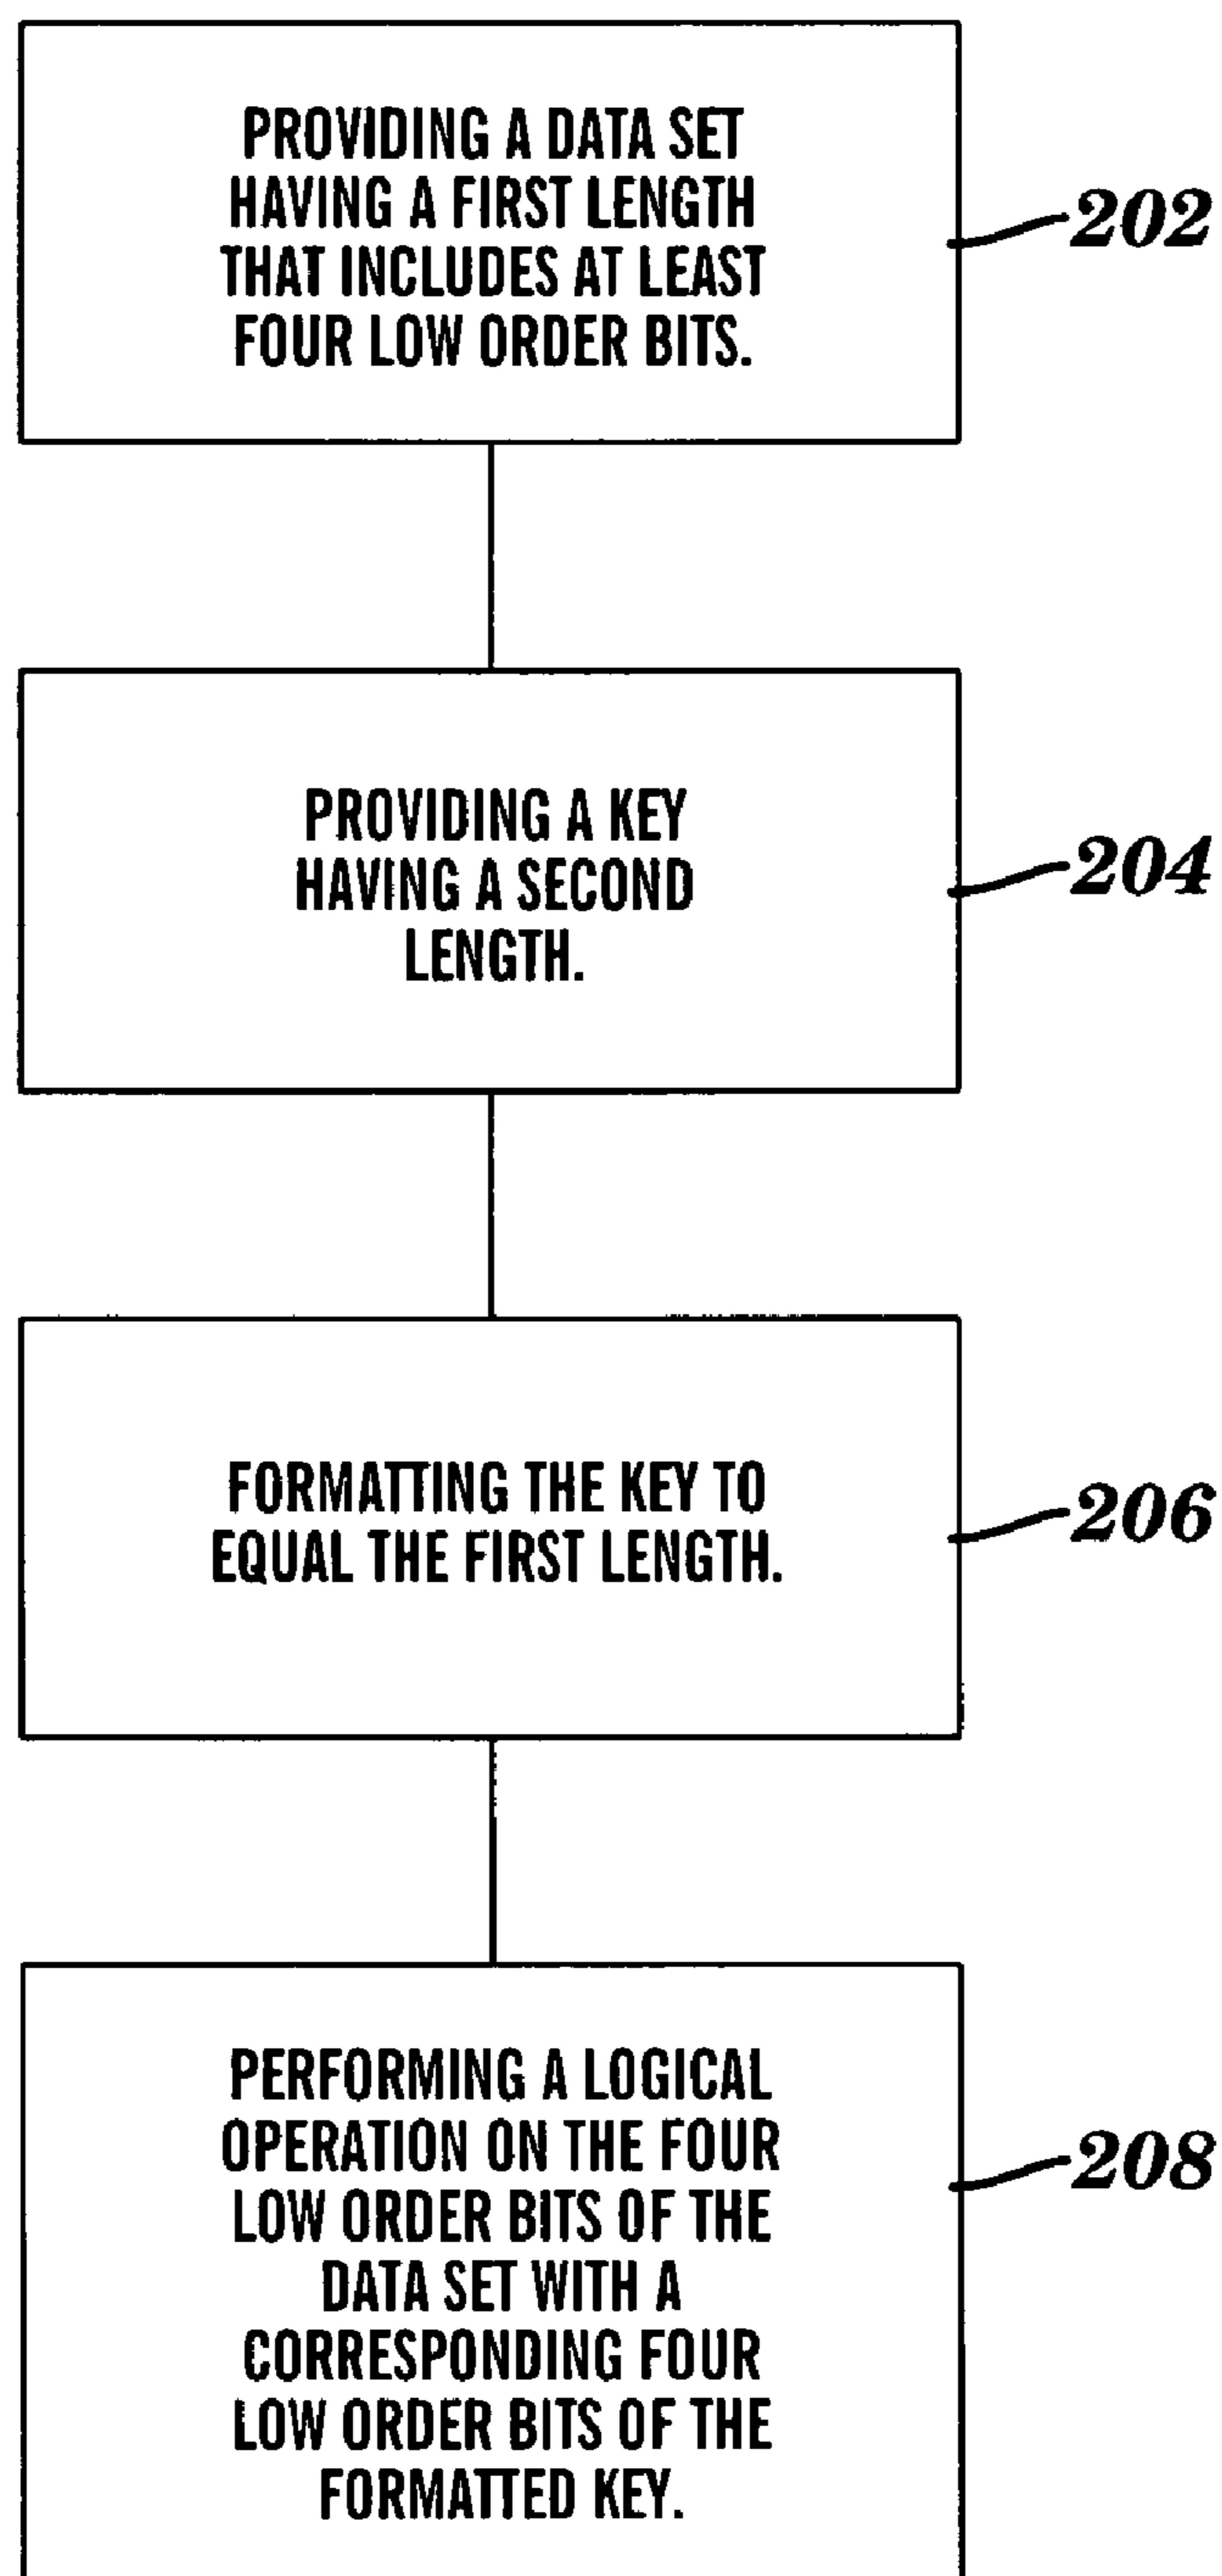 PROVIDING A DATA SET
HAVING A FIRST LENGTH
THAT INCLUDES AT LEAST
FOUR LOW ORDER BITS.
202
PROVIDING A KEY
HAVING A SECOND
LENGTH.
204
FORMATTING THE KEY TO
EQUAL THE FIRST LENGTH.
206
PERFORMING A LOGICAL
OPERATION ON THE FOUR
LOW ORDER BITS OF THE
DATA SET WITH A
CORRESPONDING FOUR
LOW ORDER BITS OF THE
FORMATTED KEY.
208